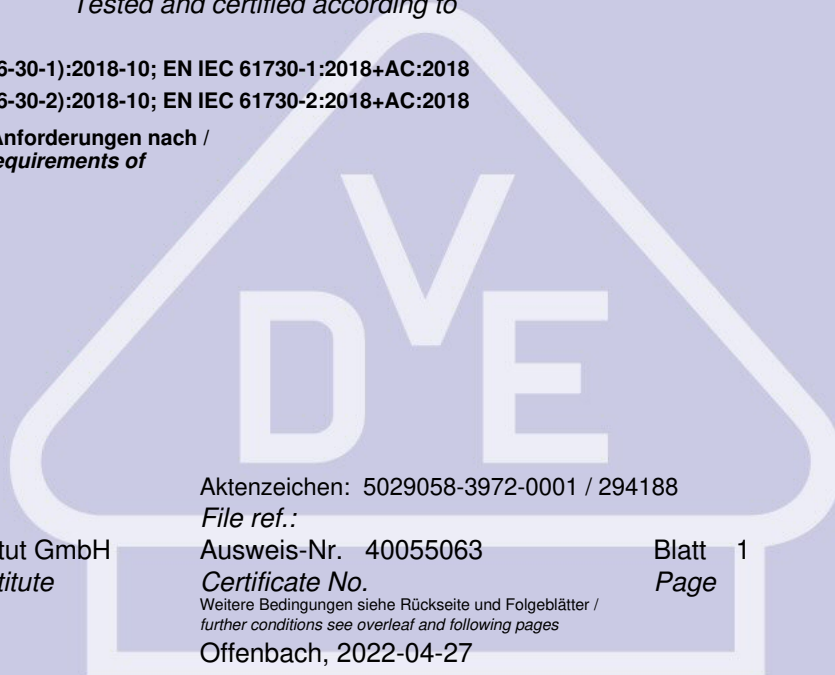 Tested and certified according to
6-30-1):2018-10; EN IEC 61730-1:2018+AC:2018
6-30-2):2018-10; EN IEC 61730-2:2018+AC:2018
Anforderungen nach /
equirements of
VDE
Aktenzeichen: 5029058-3972-0001 / 294188
File ref.:
tut GmbH Ausweis-Nr. 40055063 Blatt 1
titute Certificate No. Page
Weitere Bedingungen siehe Rückseite und Folgeblätter /
further conditions see overleaf and following pages
Offenbach, 2022-04-27